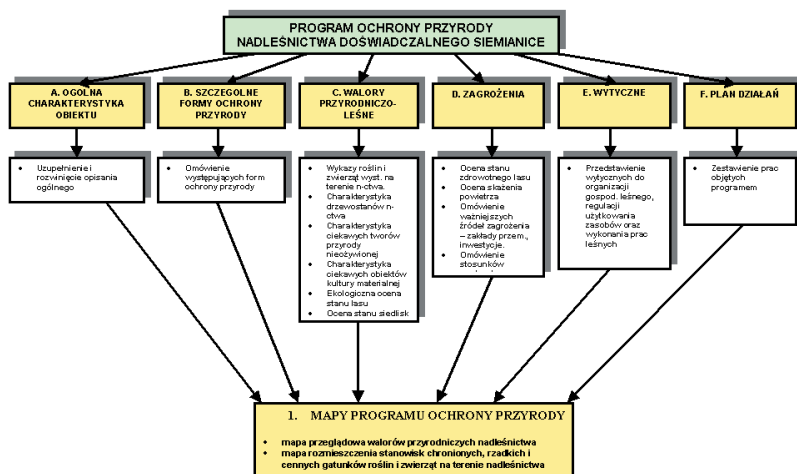 PROGRAM OCHRONY PRZYRODY
NADLEŚNICTWA DOŚWIADCZALNEGO SIEMIANICE
A. OGOLNA
CHARAKTERYSTYKA
OBIEKTU
B. SZCZEGOLNE
FORMY OCHRONY
PRZYRODY
C. WALORY
PRZYRODNICZO-
LEŚNE
D. ZAGROŻENIA
E. WYTYCZNE
F. PLAN DZIAŁAŃ
• Uzupełnienie i
rozwinięcie opisania
ogólnego
• Omówienie
występujących form
ochrony przyrody
• Wykazy roślin i
zwierząt wyst. na
terenie n-ctwa.
• Charakterystyka
drzewostanów n-
ctwa
• Charakterystyka
ciekawych tworów
przyrody
nieożywionej
• Charakterystyka
ciekawych obiektów
kultury materialnej
• Ekologiczna ocena
stanu lasu
• Ocena stanu siedlisk
• Ocena stanu
zdrowotnego lasu
• Ocena skażenia
powietrza
• Omówienie
ważniejszych
źródeł zagrożenia
– zakłady przem.,
inwestycje.
• Omówienie
stosunków
• Przedstawienie
wytycznych do
organizacji
gospod. leśnego,
regulacji
użytkowania
zasobów oraz
wykonania prac
leśnych
• Zestawienie prac
objętych
programem
1. MAPY PROGRAMU OCHRONY PRZYRODY
• mapa przeglądowa walorów przyrodniczych nadleśnictwa
• mapa rozmieszczenia stanowisk chronionych, rzadkich i
cennych gatunków roślin i zwierząt na terenie nadleśnictwa